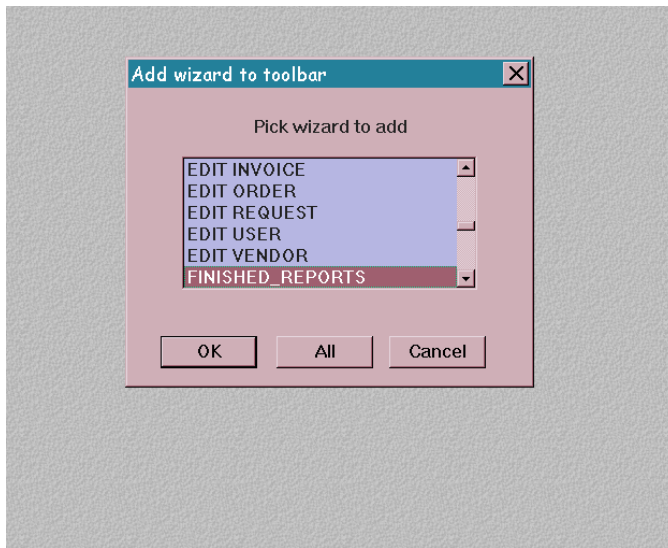 Add wizard to toolbar
Pick wizard to add
EDIT INVOICE
EDIT ORDER
EDIT REQUEST
EDIT USER
EDIT VENDOR
FINISHED_REPORTS
OK All Cancel